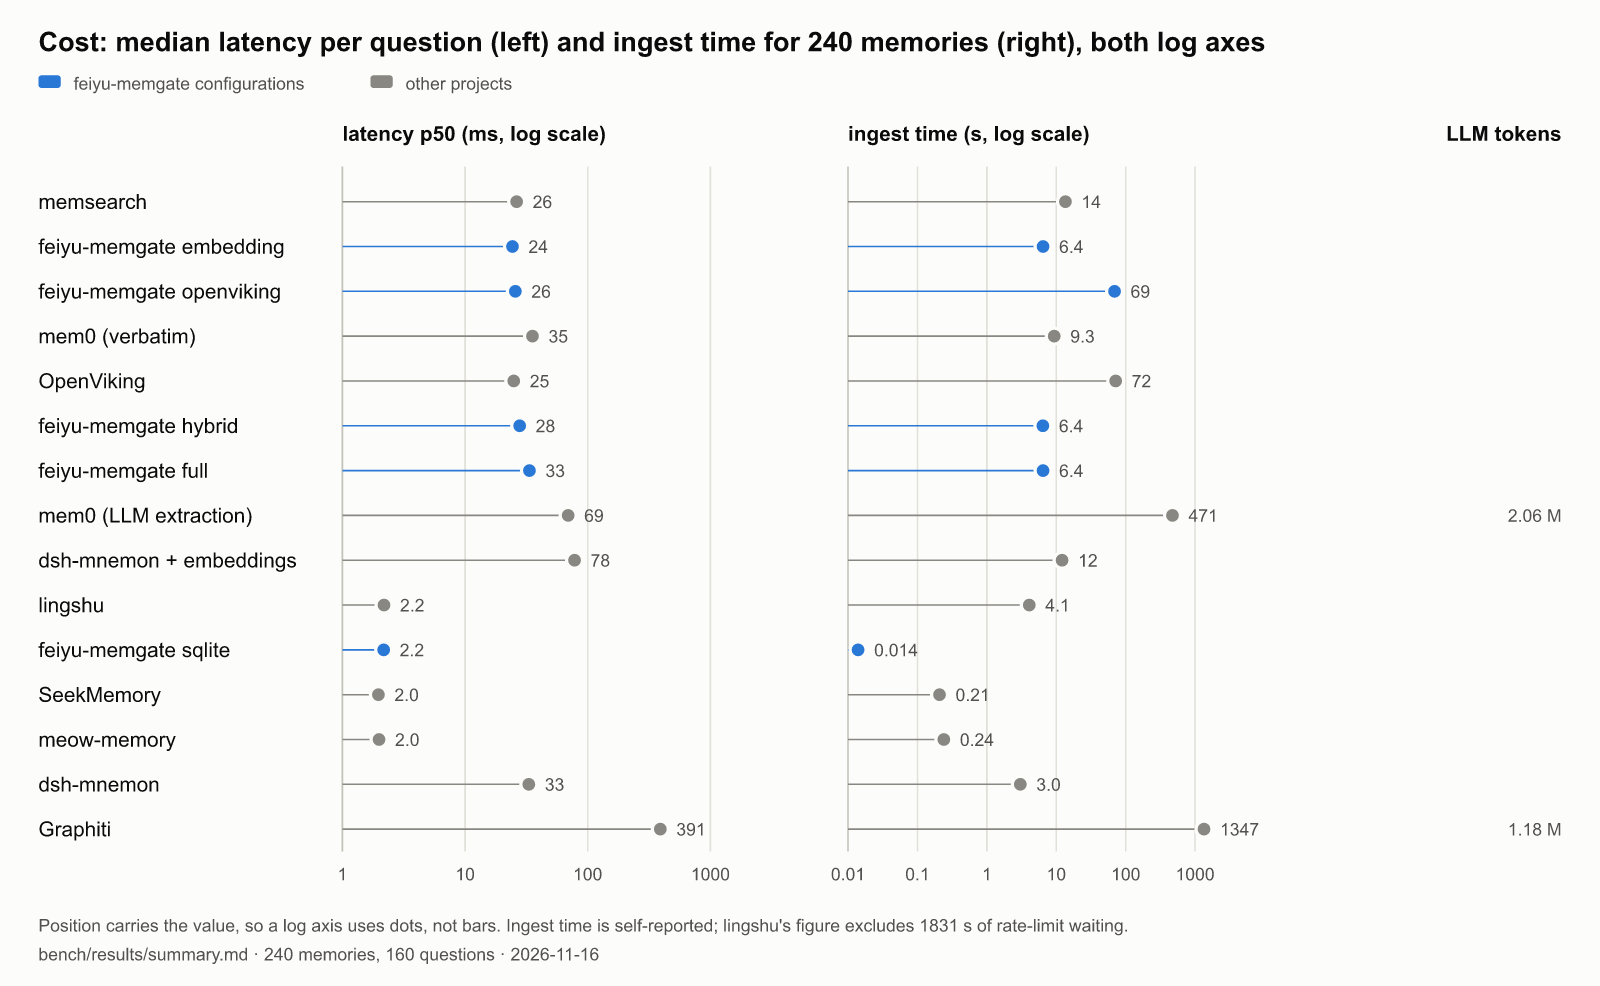 Cost: median latency per question (left) and ingest time for 240 memories (right), both log axes
feiyu-memgate configurations other projects
latency p50 (ms, log scale) ingest time (s, log scale) LLM tokens
memsearch 26 14
feiyu-memgate embedding 24 6.4
feiyu-memgate openviking 26 69
mem0 (verbatim) 35 9.3
OpenViking 25 72
feiyu-memgate hybrid 28 6.4
feiyu-memgate full 33 6.4
mem0 (LLM extraction) 69 471 2.06 M
dsh-mnemon + embeddings 78 12
lingshu 2.2 4.1
feiyu-memgate sqlite 2.2 0.014
SeekMemory 2.0 0.21
meow-memory 2.0 0.24
dsh-mnemon 33 3.0
Graphiti 391 1347 1.18 M
1 10 100 1000 0.01 0.1 1 10 100 1000
Position carries the value, so a log axis uses dots, not bars. Ingest time is self-reported; lingshu's figure excludes 1831 s of rate-limit waiting.
bench/results/summary.md · 240 memories, 160 questions · 2026-11-16